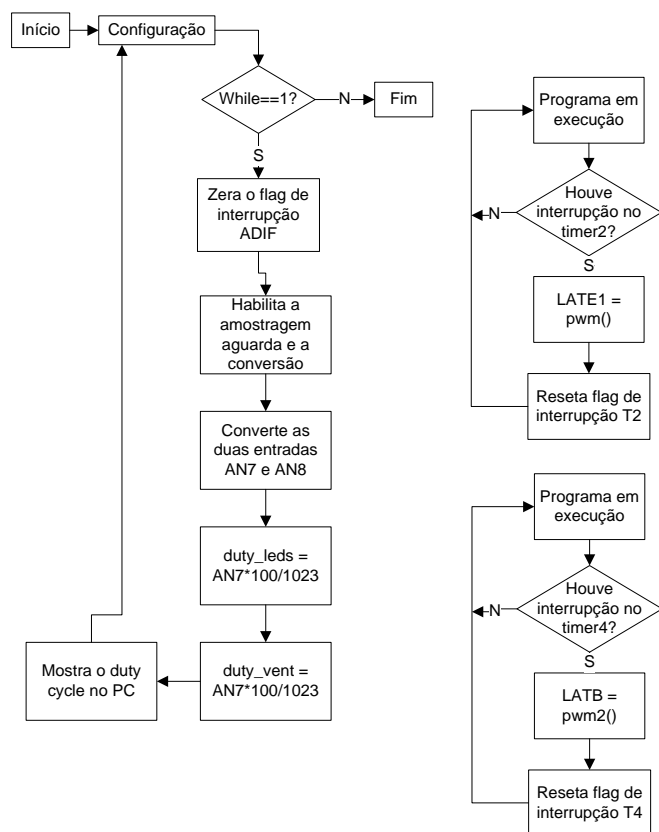 Início
Configuração
While==1?
N
Fim
S
Zera o flag de
interrupção
ADIF
Habilita a
amostragem
aguarda e a
conversão
Converte as
duas entradas
AN7 e AN8
duty_leds =
AN7*100/1023
duty_vent =
AN7*100/1023
Mostra o duty
cycle no PC
Programa em
execução
Houve
interrupção no
timer2?
N
S
LATE1 =
pwm()
Reseta flag de
interrupção T2
Programa em
execução
Houve
interrupção no
timer4?
N
S
LATB =
pwm2()
Reseta flag de
interrupção T4